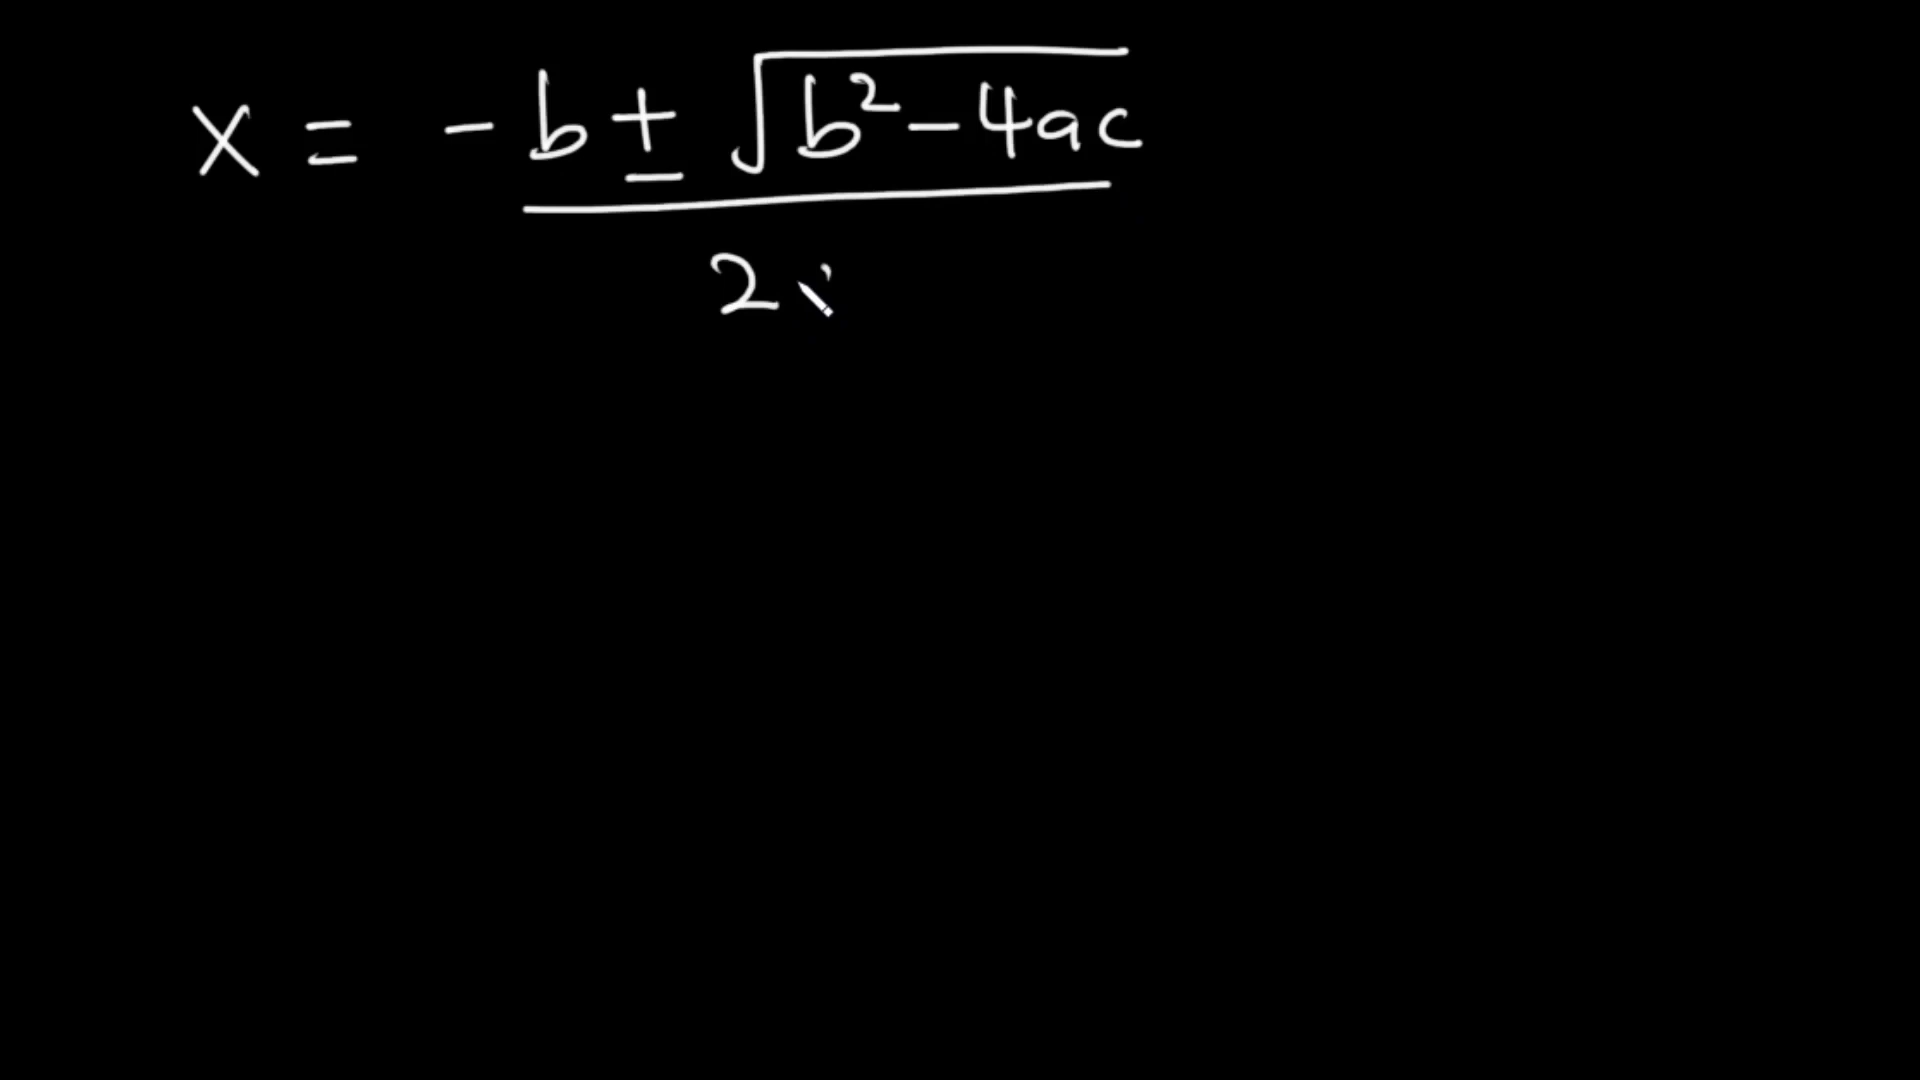 x = -b ± √b²-4ac
2